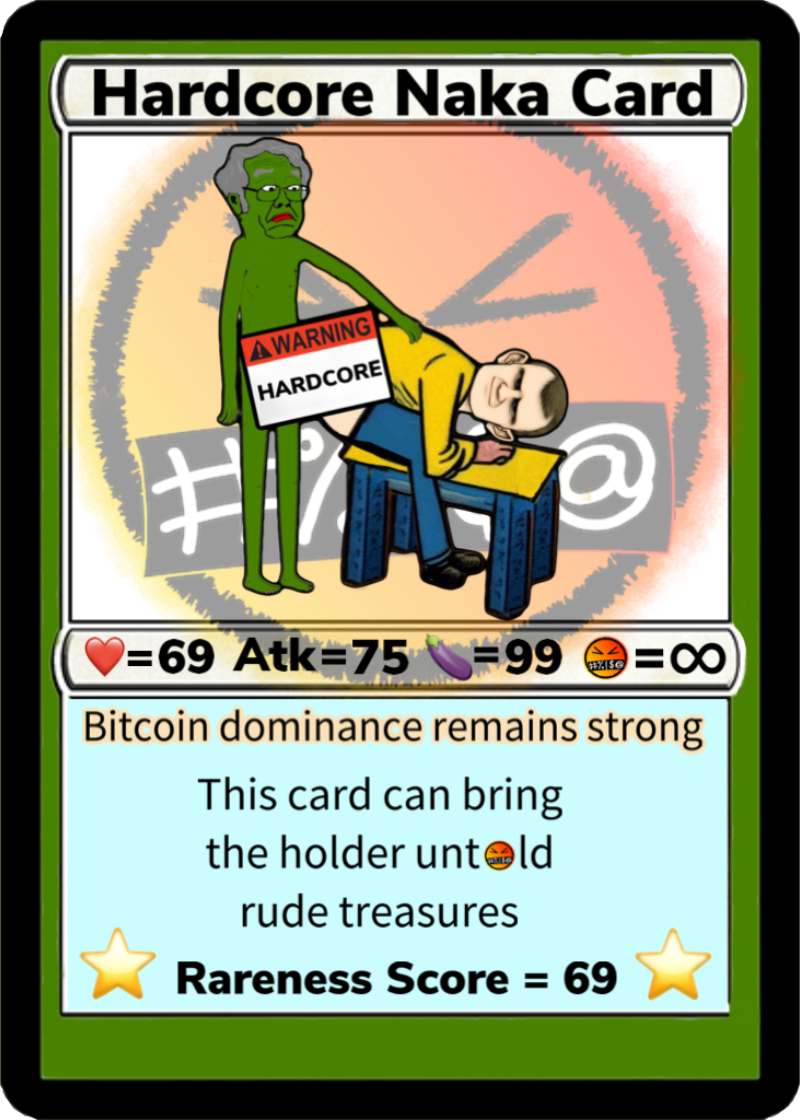 Hardcore Naka Card
⚠WARNING
HARDCORE
#%@
❤️=69 Atk=75 🍆=99 🤬=∞
Bitcoin dominance remains strong
This card can bring
the holder unt🤬ld
rude treasures
⭐ Rareness Score = 69 ⭐